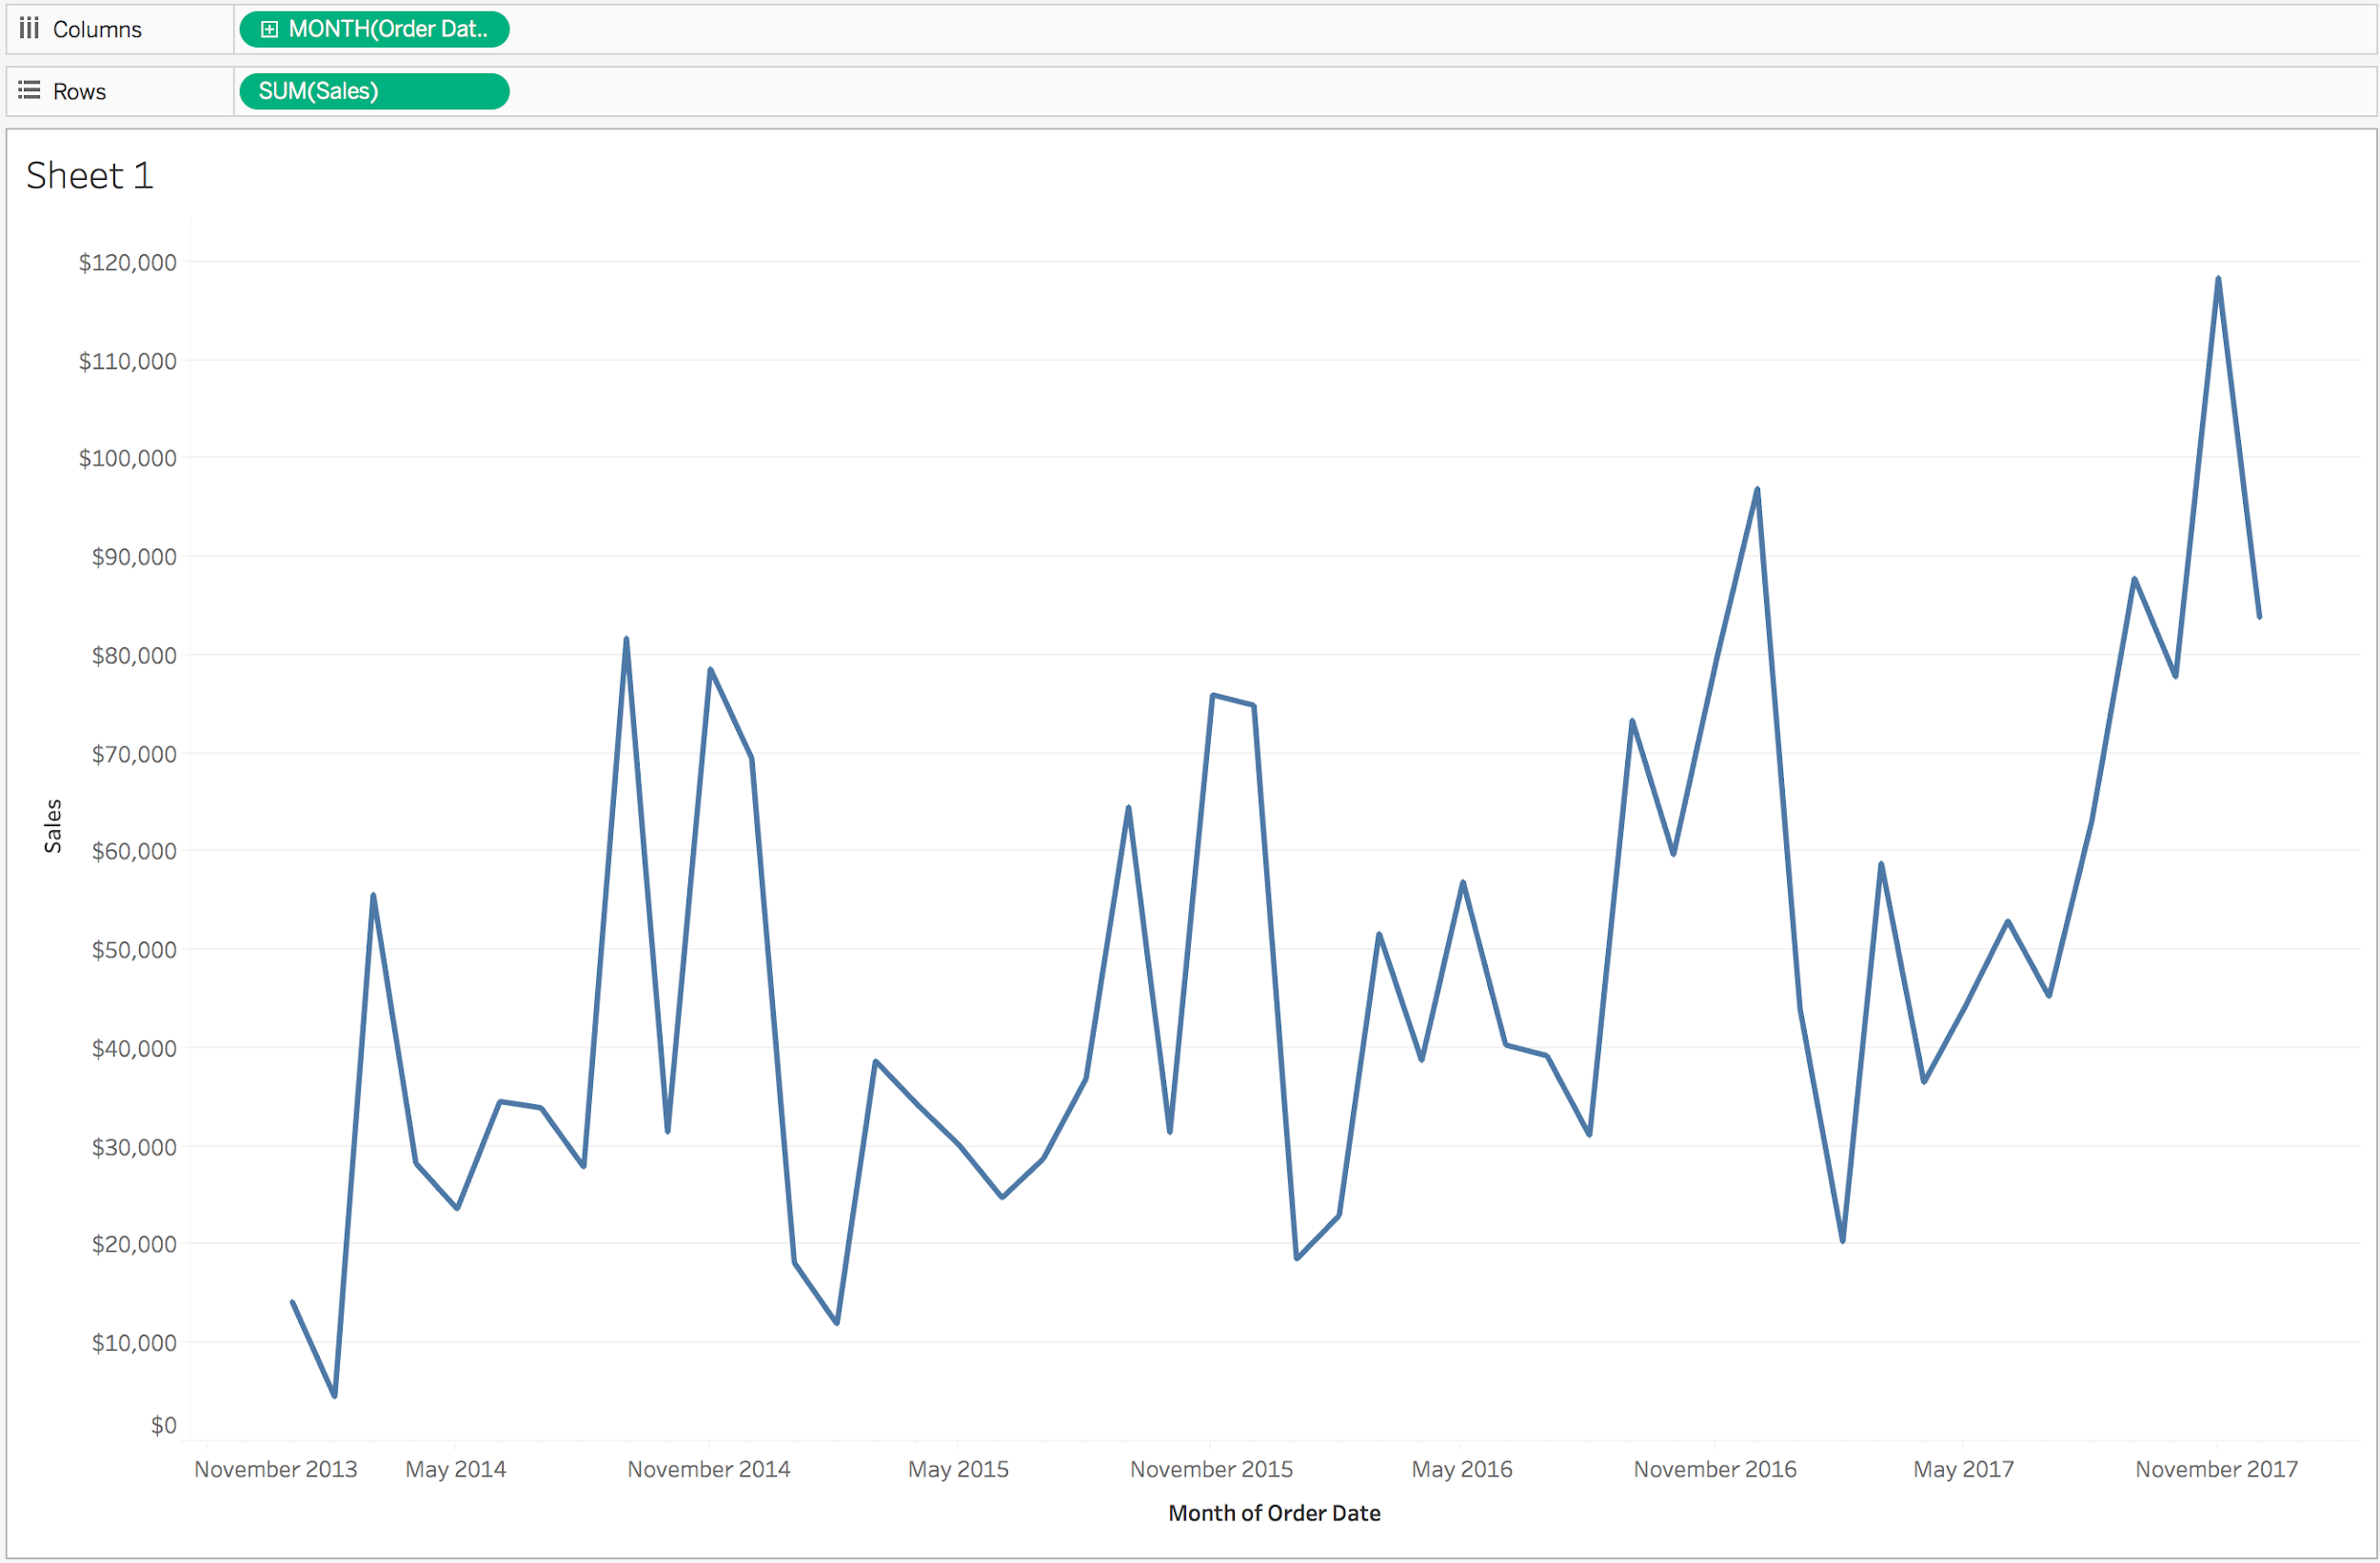 Columns
MONTH(Order Dat..
Rows
SUM(Sales)
Sheet 1
$120,000
$110,000
$100,000
$90,000
$80,000
$70,000
$60,000
$50,000
$40,000
$30,000
$20,000
$10,000
$0
Sales
November 2013 May 2014 November 2014 May 2015 November 2015 May 2016 November 2016 May 2017 November 2017
Month of Order Date